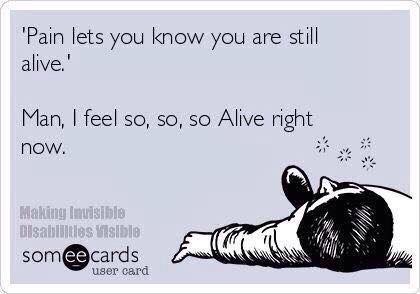 'Pain lets you know you are still
alive.'
Man, I feel so, so, so Alive right
now.
Making Invisible
Disabilities Visible
someecards
user card